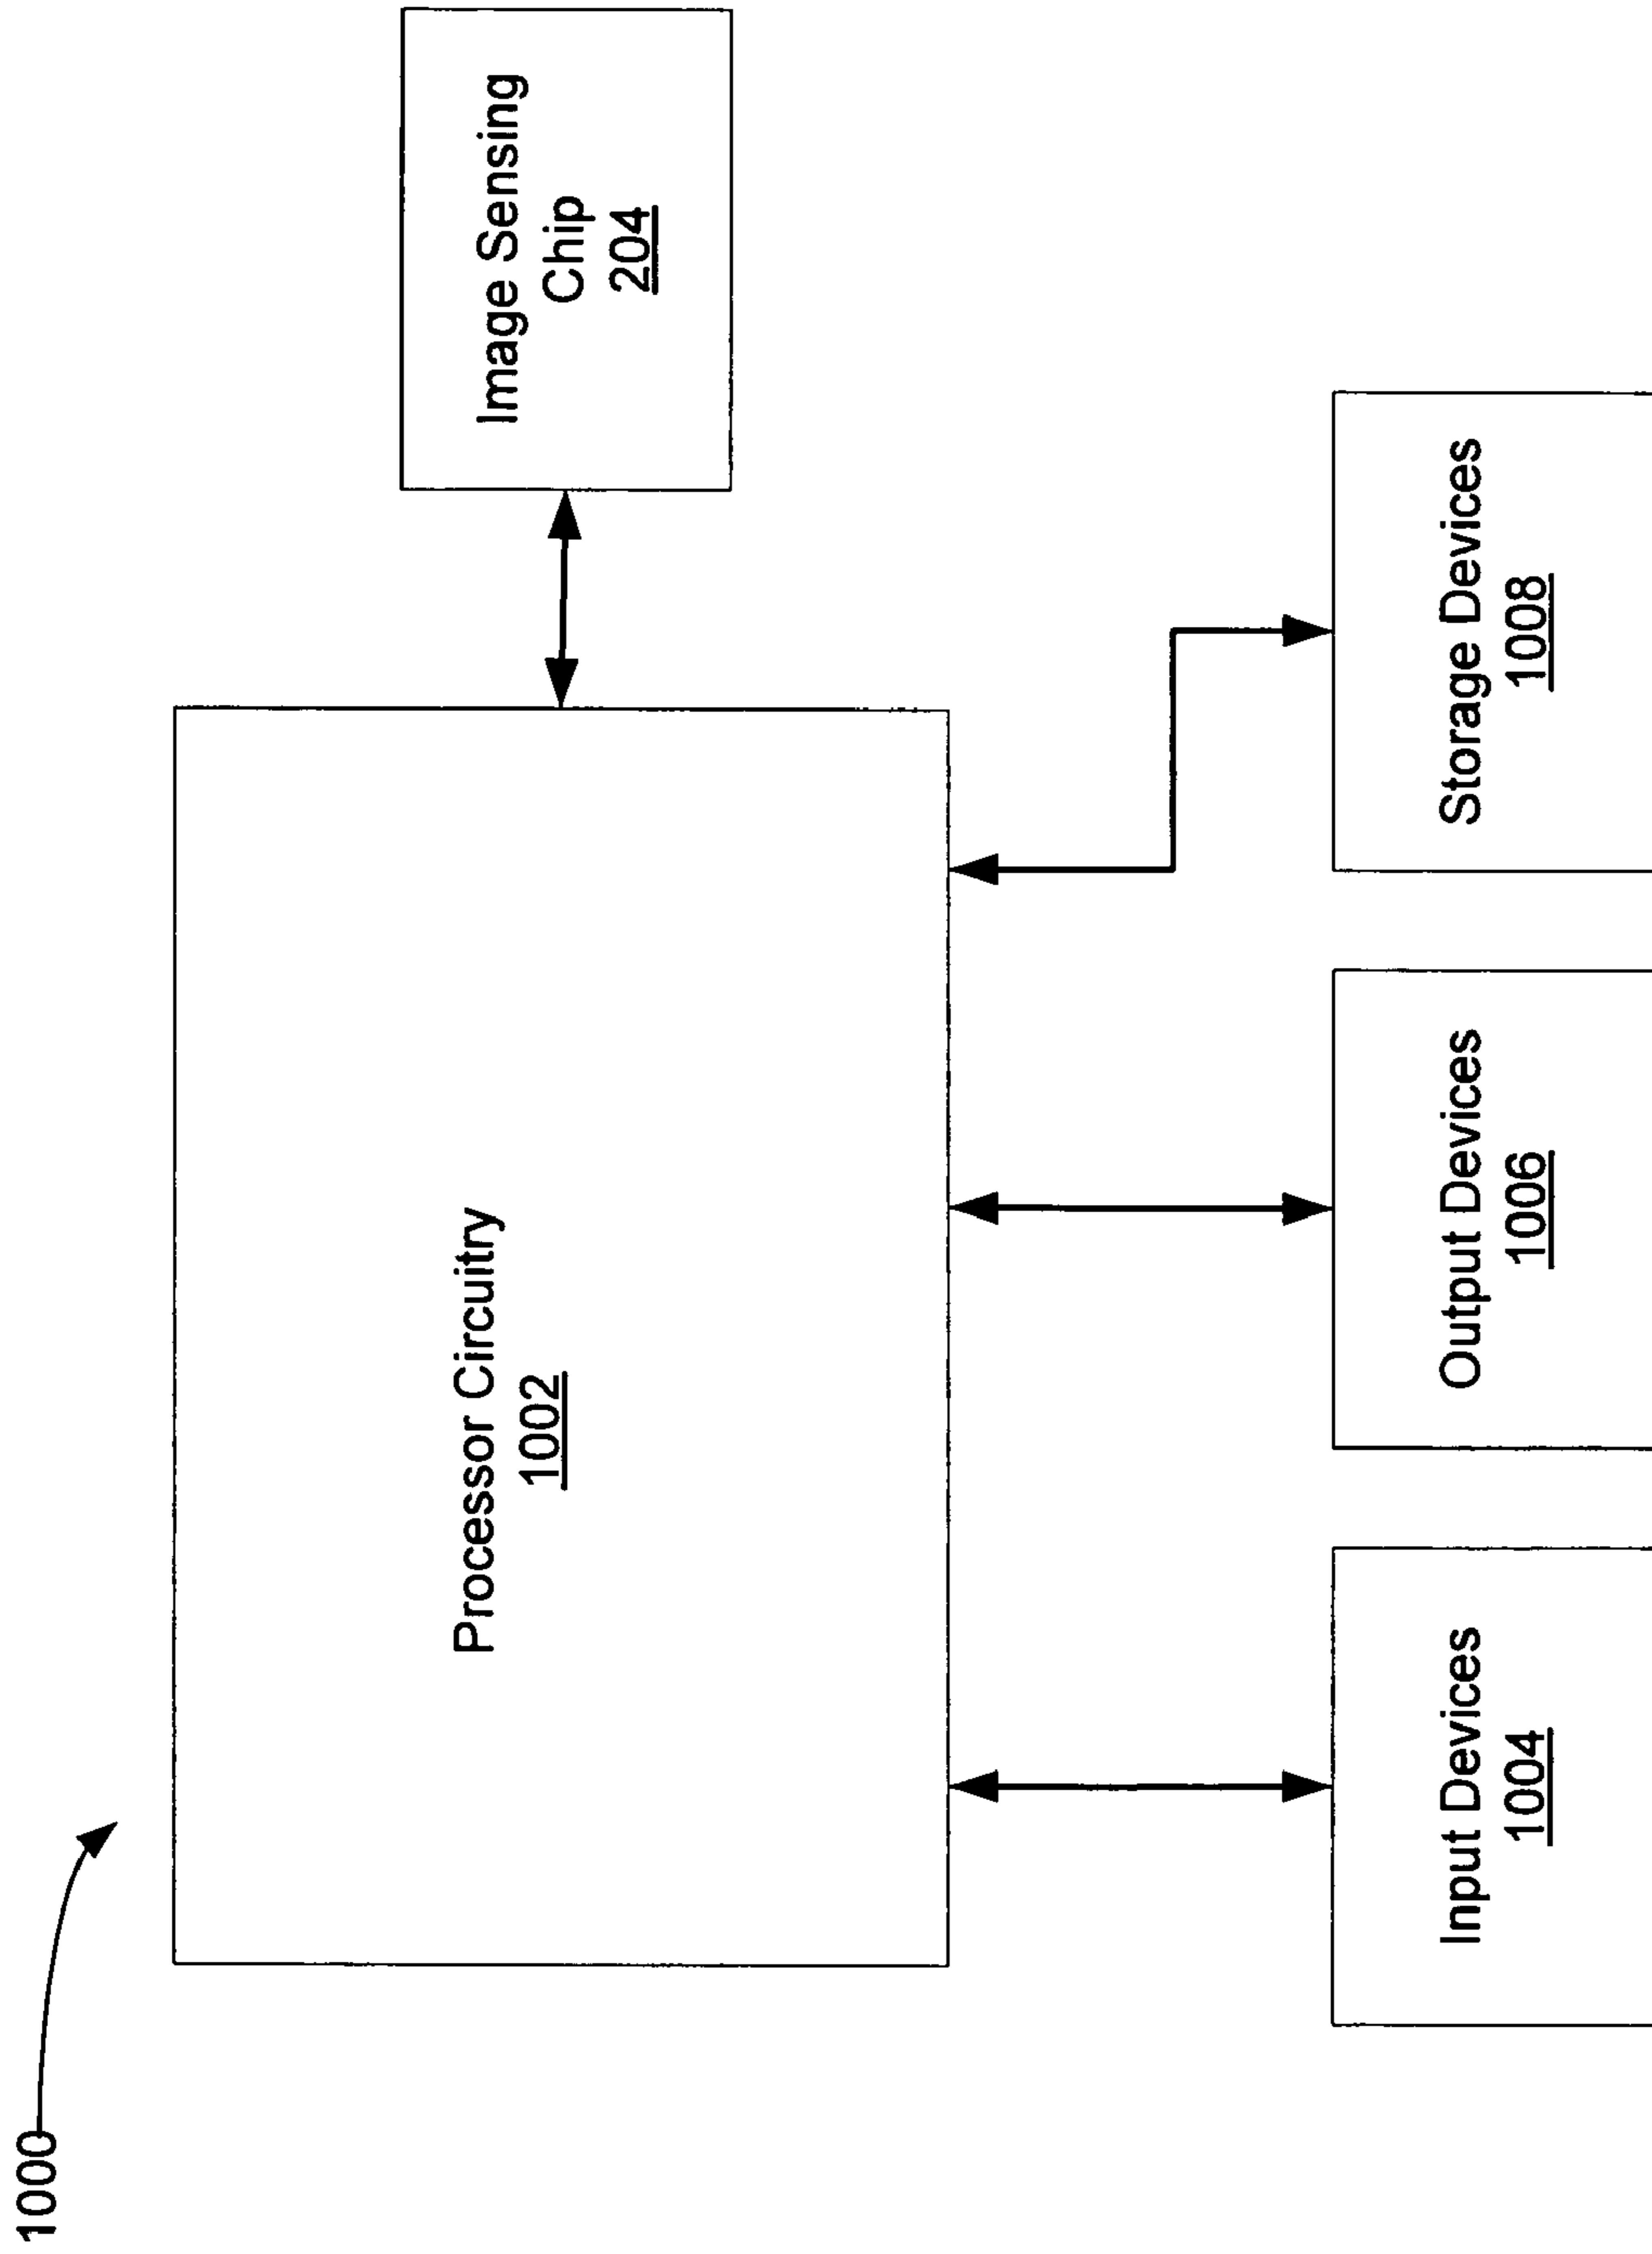 1000
Processor Circuitry
1002
Image Sensing
Chip
204
Input Devices
1004
Output Devices
1006
Storage Devices
1008